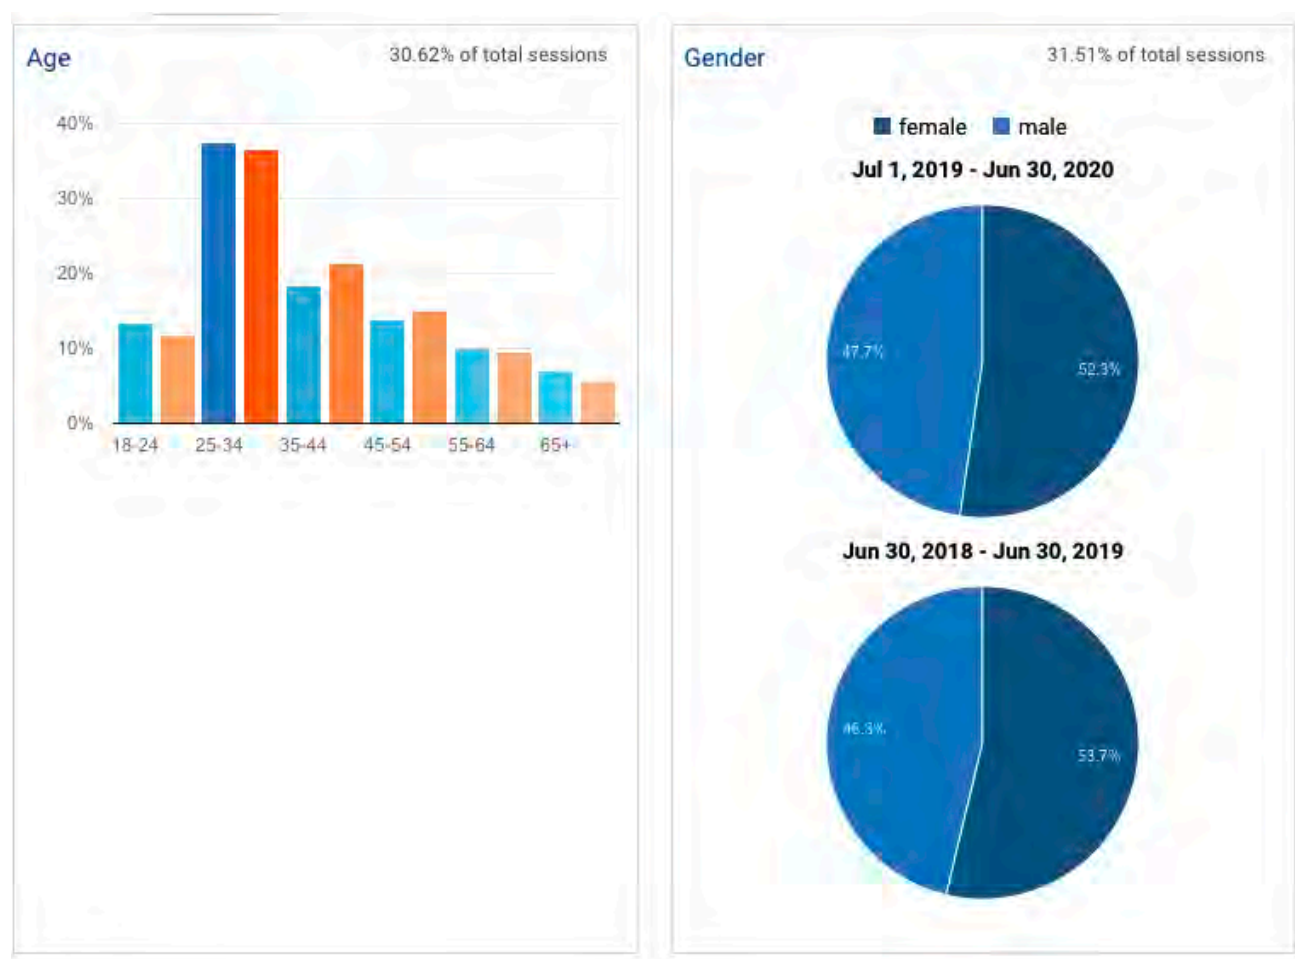 Age
30.62% of total sessions
40%
30%
20%
10%
0%
18-24 25-34 35-44 45-54 55-64 65+
Gender
31.51% of total sessions
female male
Jul 1, 2019 - Jun 30, 2020
47.7%
52.3%
Jun 30, 2018 - Jun 30, 2019
46.3%
53.7%